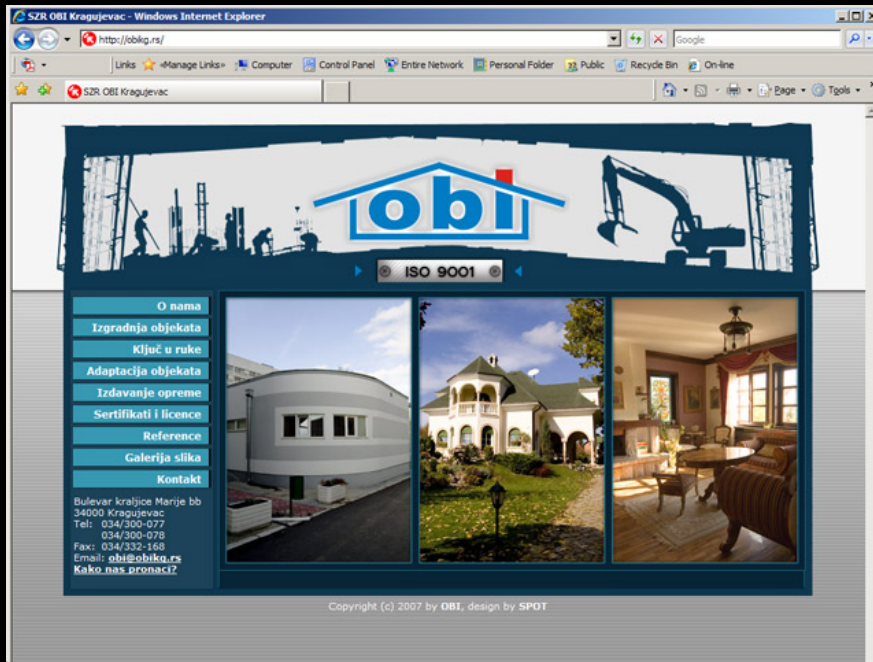 SZR OBI Kragujevac - Windows Internet Explorer
http://obikg.rs/
Google
Links «Manage Links» Computer Control Panel Entire Network Personal Folder Public Recycle Bin On-line
SZR OBI Kragujevac
Page Tools
obi
ISO 9001
O nama
Izgradnja objekata
Ključ u ruke
Adaptacija objekata
Izdavanje opreme
Sertifikati i licence
Reference
Galerija slika
Kontakt
Bulevar kraljice Marije bb
34000 Kragujevac
Tel: 034/300-077
034/300-078
Fax: 034/332-168
Email: obi@obikg.rs
Kako nas pronaci?
Copyright (c) 2007 by OBI, design by SPOT